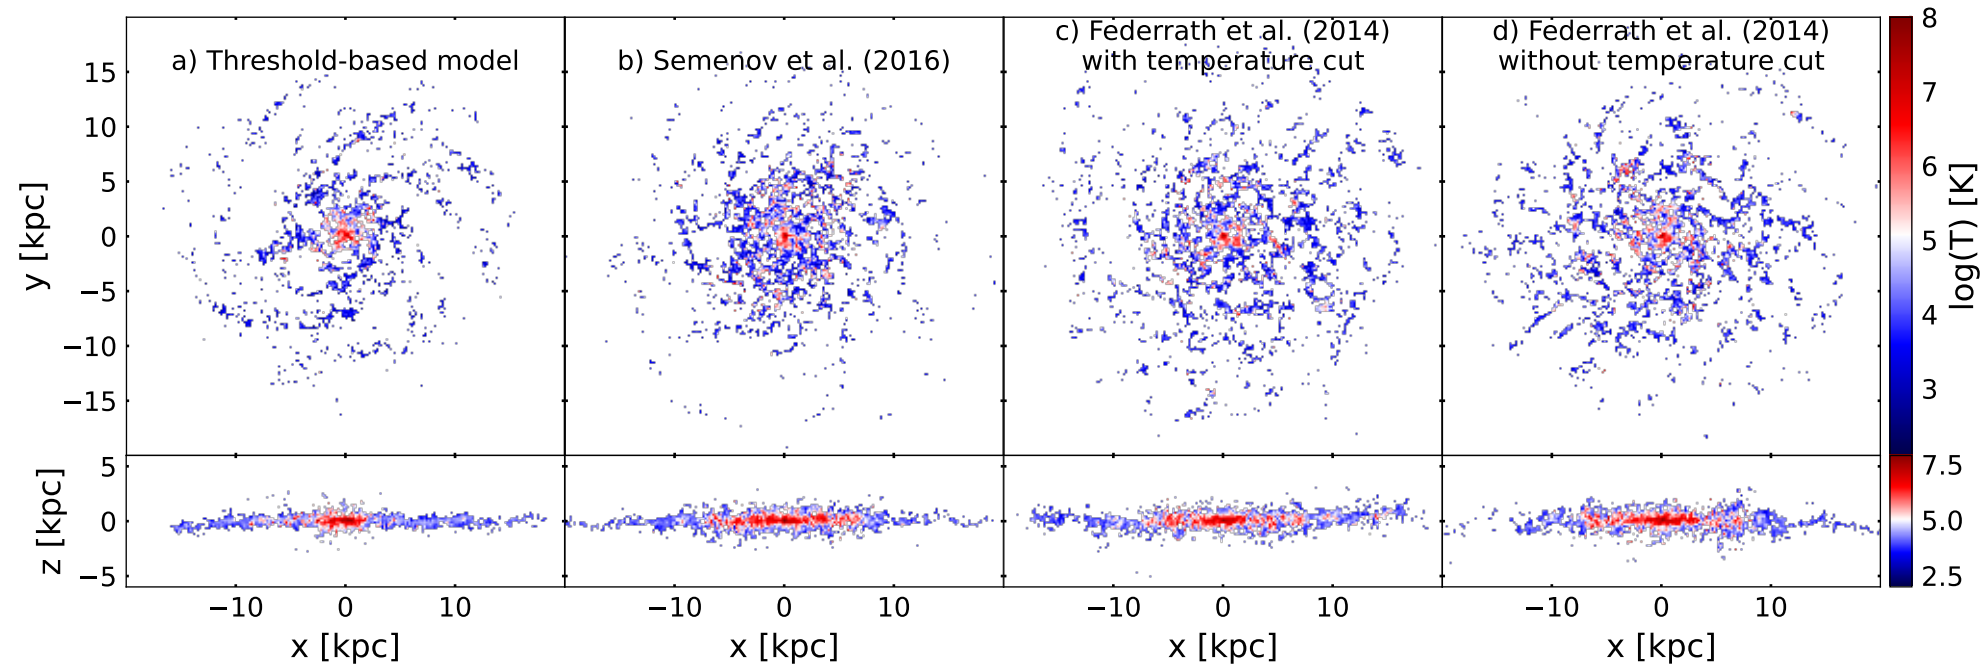 a) Threshold-based model
b) Semenov et al. (2016)
c) Federrath et al. (2014)
with temperature cut
d) Federrath et al. (2014)
without temperature cut
15
10
5
0
−5
−10
−15
y [kpc]
5
0
−5
z [kpc]
−10 0 10
x [kpc]
−10 0 10
x [kpc]
−10 0 10
x [kpc]
−10 0 10
x [kpc]
8
7
6
5
4
3
7.5
5.0
2.5
log(T) [K]